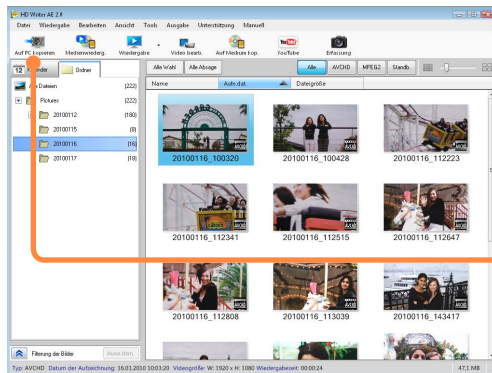 HD Writer AE 2.0
Datei Wiedergabe Bearbeiten Ansicht Tools Ausgabe Unterstützung Manuell
Auf PC kopieren Medienwiederg. Wiedergabe Video bearb. Auf Medium kop. YouTube Erfassung
12 Kalender Ordner Alle Wahl Alle Absage Alle AVCHD MPEG2 Standb.
Alle Dateien [222] Name Aufn.dat. Dateigröße
Pictures [222]
20100112 [180]
20100115 [8]
20100116 [16]
20100117 [18]
20100116_100320 20100116_100428 20100116_112223
20100116_112341 20100116_112515 20100116_112647
20100116_112808 20100116_113039 20100116_143417
Filterung der Bilder
Typ: AVCHD Datum der Aufzeichnung: 16.01.2010 10:03:20 Videogröße: W: 1920 x H: 1080 Wiedergabezeit: 00:00:24 47,1 MB